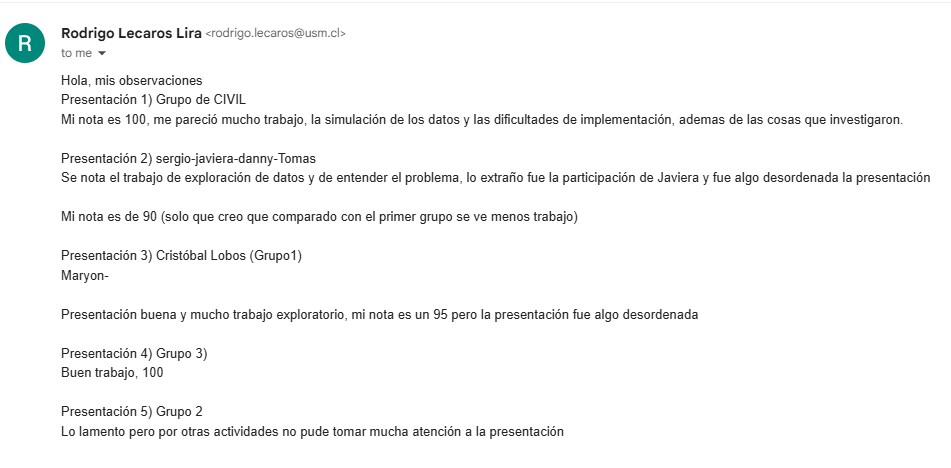 R
Rodrigo Lecaros Lira <rodrigo.lecaros@usm.cl>
to me
Hola, mis observaciones
Presentación 1) Grupo de CIVIL
Mi nota es 100, me pareció mucho trabajo, la simulación de los datos y las dificultades de implementación, ademas de las cosas que investigaron.
Presentación 2) sergio-javiera-danny-Tomas
Se nota el trabajo de exploración de datos y de entender el problema, lo extraño fue la participación de Javiera y fue algo desordenada la presentación
Mi nota es de 90 (solo que creo que comparado con el primer grupo se ve menos trabajo)
Presentación 3) Cristóbal Lobos (Grupo1)
Maryon-
Presentación buena y mucho trabajo exploratorio, mi nota es un 95 pero la presentación fue algo desordenada
Presentación 4) Grupo 3)
Buen trabajo, 100
Presentación 5) Grupo 2
Lo lamento pero por otras actividades no pude tomar mucha atención a la presentación